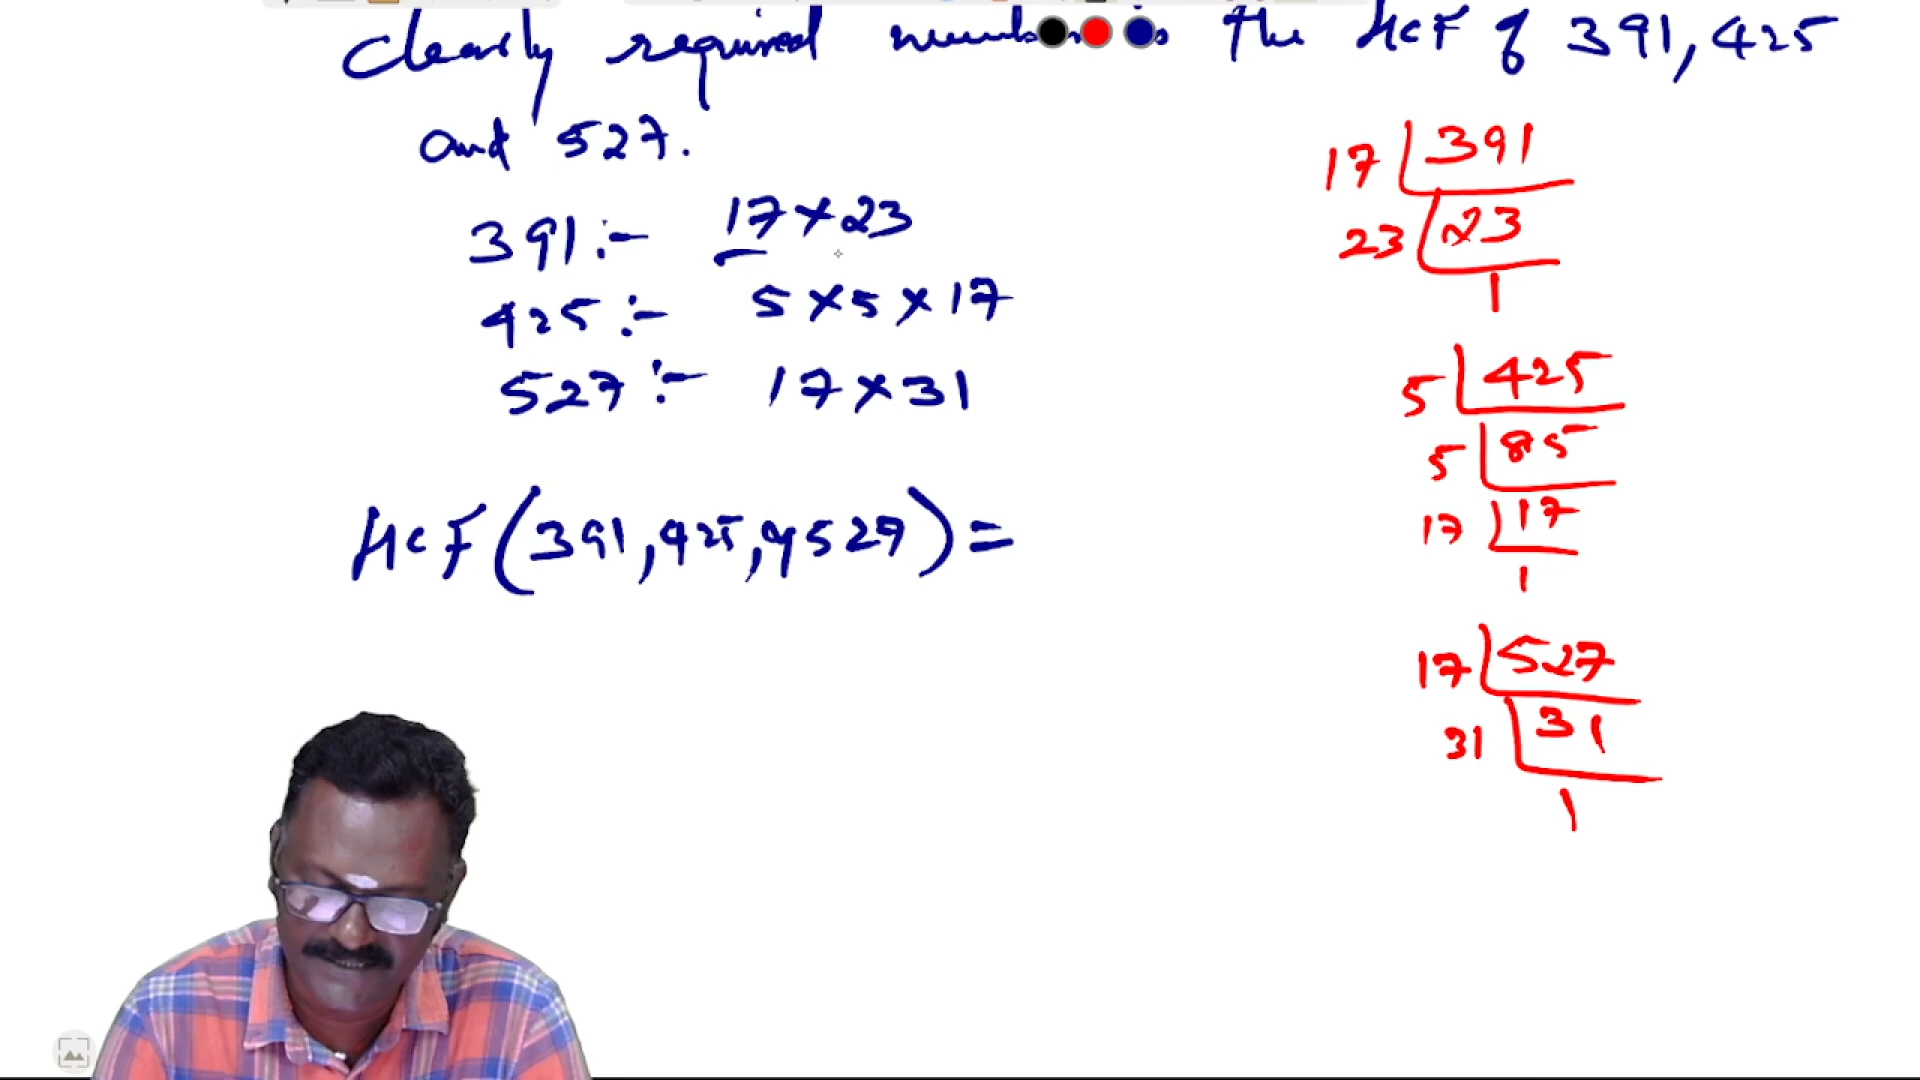 Clearly required number is the HCF of 391, 425
and 527.
391 :- 17 × 23
425 :- 5 × 5 × 17
527 :- 17 × 31
HCF (391, 425, 4 527) =
17 | 391
23 | 23
1
5 | 425
5 | 85
17 | 17
1
17 | 527
31 | 31
1